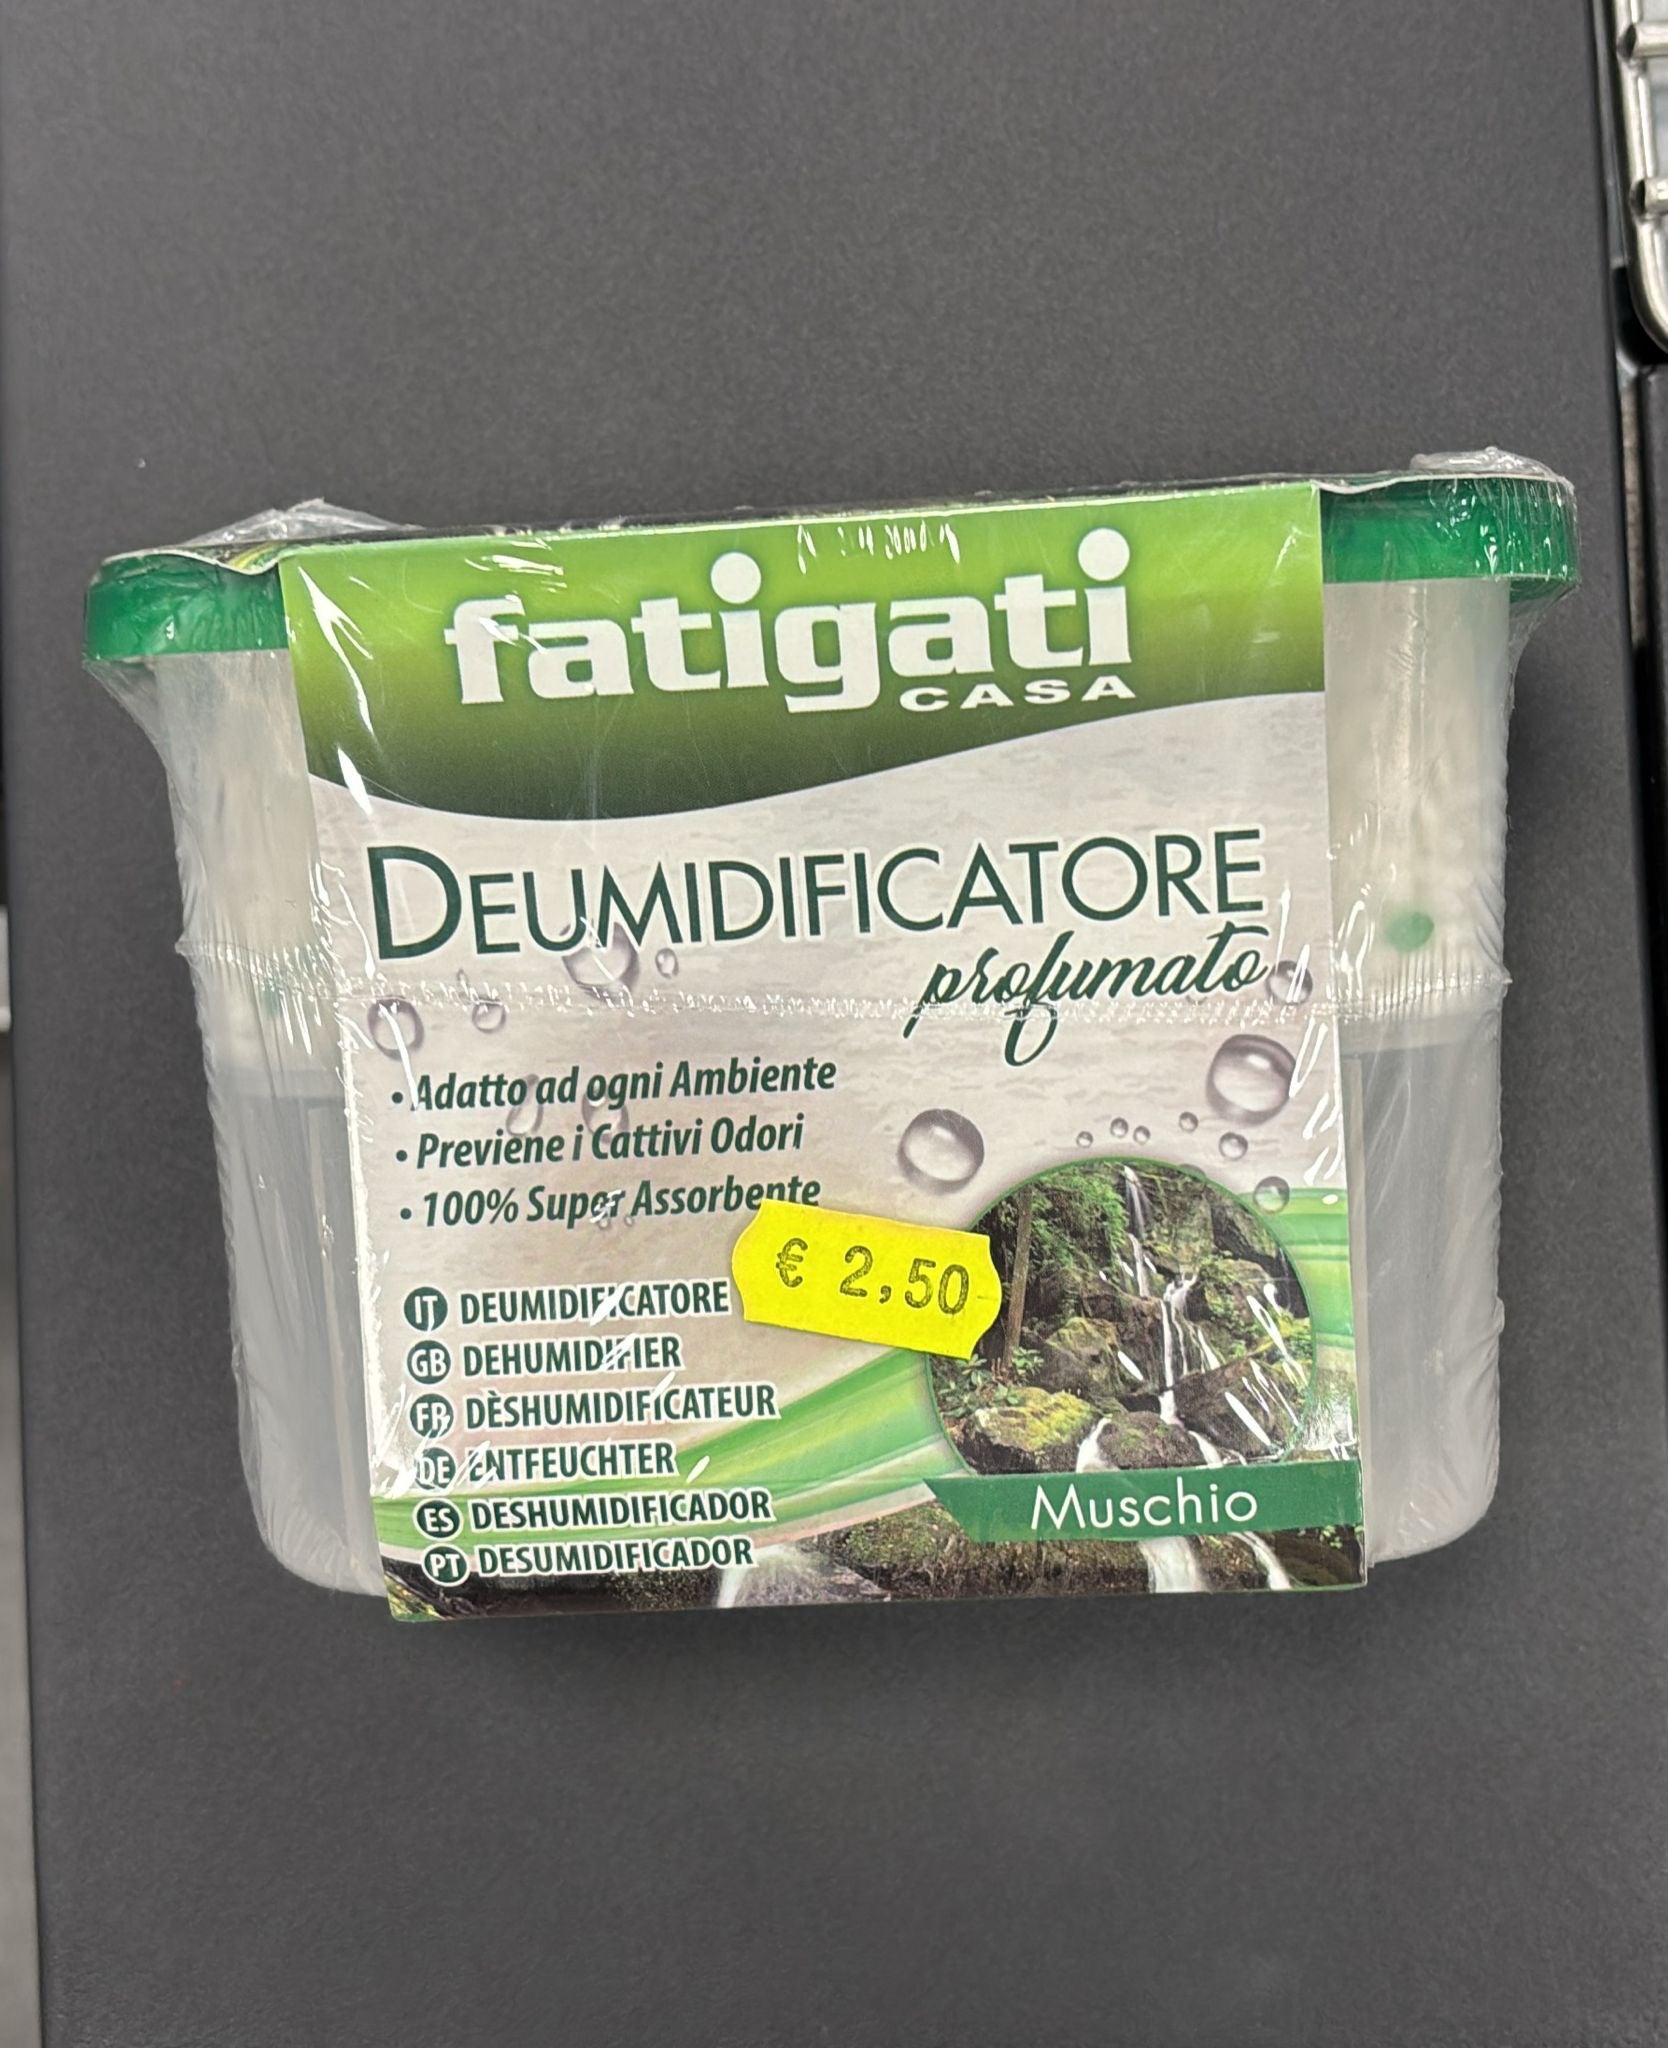 fatigati
CASA
DEUMIDIFICATORE
profumato
• Adatto ad ogni Ambiente
• Previene i Cattivi Odori
• 100% Super Assorbente
€ 2,50
IT DEUMIDIFICATORE
GB DEHUMIDIFIER
FR DÈSHUMIDIFICATEUR
DE ENTFEUCHTER
ES DESHUMIDIFICADOR
PT DESUMIDIFICADOR
Muschio